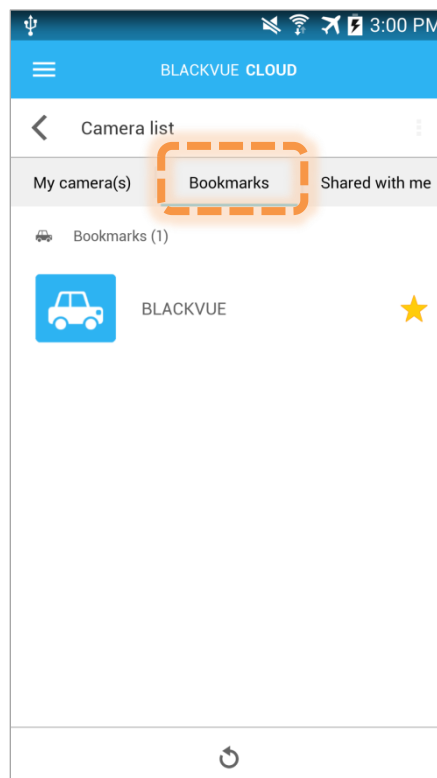 3:00 PM
BLACKVUE CLOUD
Camera list
My camera(s) Bookmarks Shared with me
Bookmarks (1)
BLACKVUE